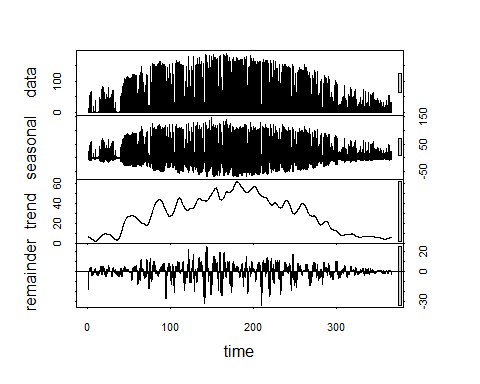 data
0 100
seasonal
-50 50 150
trend
0 20 40 60
remainder
-30 0 20
0 100 200 300
time